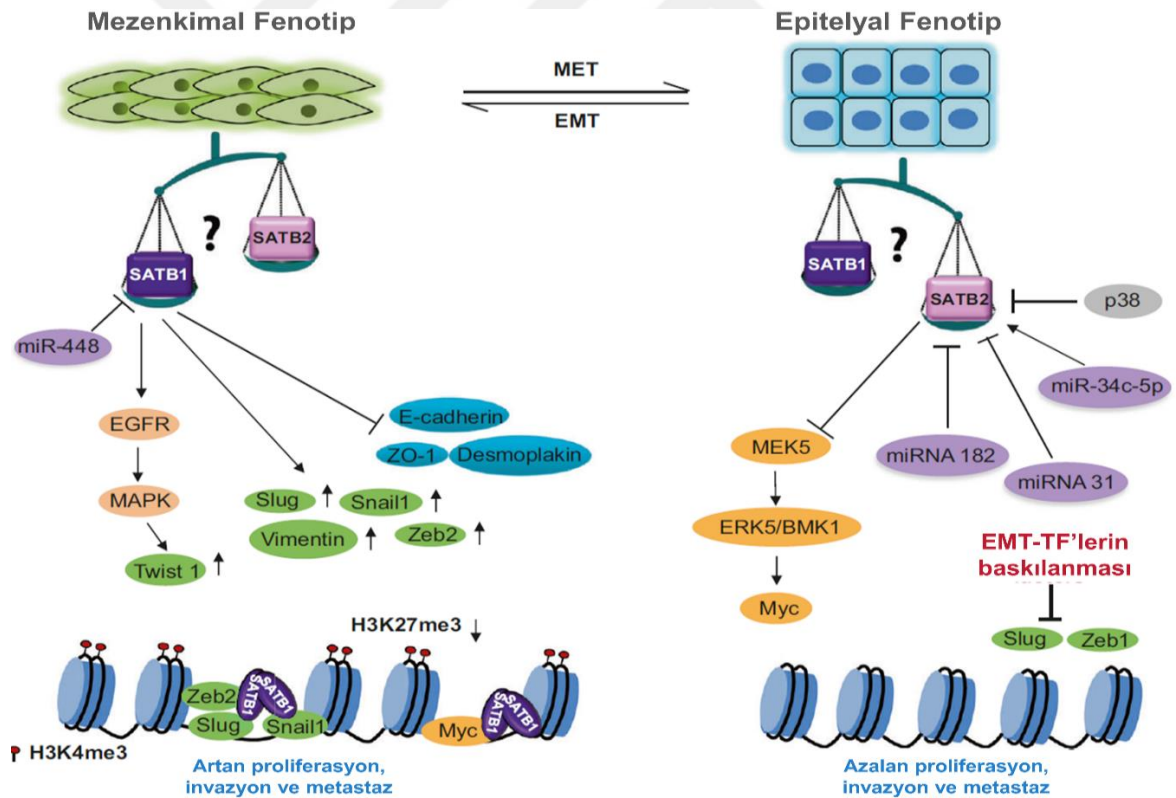 Mezenkimal Fenotip
Epitelyal Fenotip
MET
EMT
?
SATB2
SATB1
miR-448
EGFR
MAPK
Twist 1
E-cadherin
ZO-1
Desmoplakin
Slug
Snail1
Vimentin
Zeb2
H3K27me3
Zeb2
Slug
SATB1
SATB1
Snail1
Myc
SATB1
SATB1
H3K4me3
Artan proliferasyon,
invazyon ve metastaz
SATB1
?
SATB2
p38
miR-34c-5p
MEK5
miRNA 182
miRNA 31
ERK5/BMK1
Myc
EMT-TF'lerin
baskılanması
Slug
Zeb1
Azalan proliferasyon,
invazyon ve metastaz